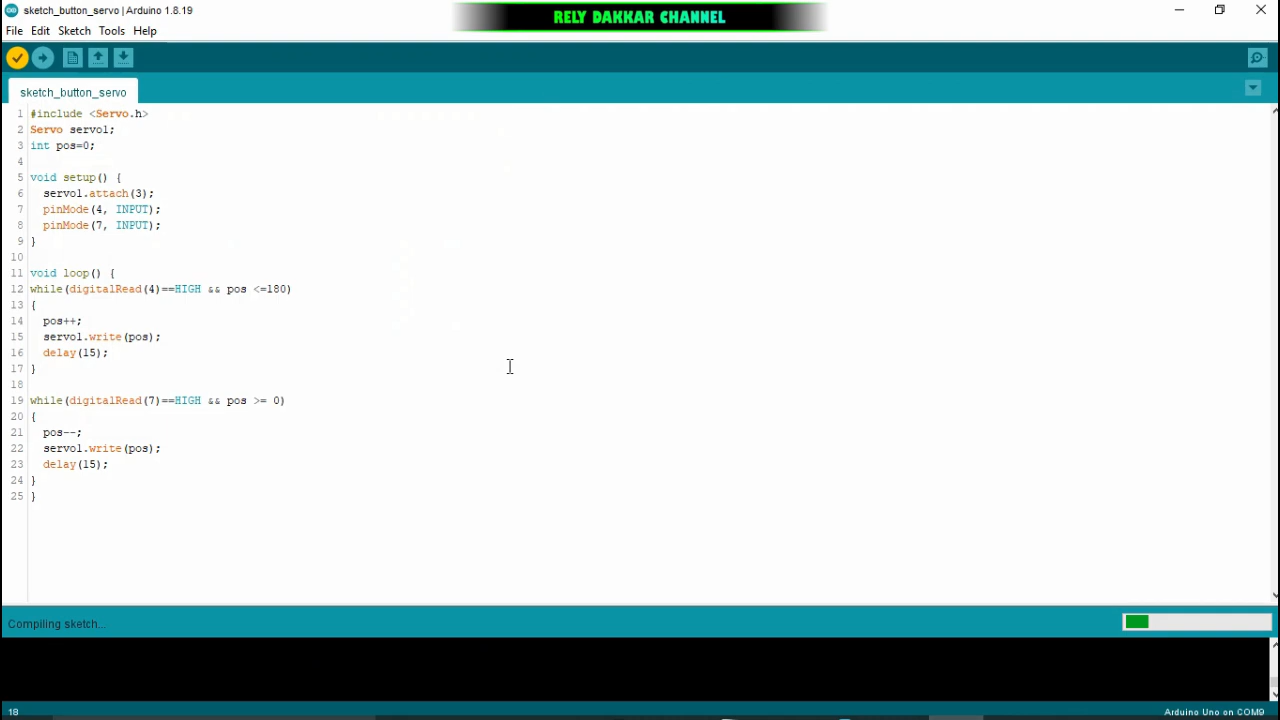 sketch_button_servo | Arduino 1.8.19
RELY DAKKAR CHANNEL
File Edit Sketch Tools Help
sketch_button_servo
1 #include <Servo.h>
2 Servo servo1;
3 int pos=0;
4
5 void setup() {
6 servo1.attach(3);
7 pinMode(4, INPUT);
8 pinMode(7, INPUT);
9 }
10
11 void loop() {
12 while(digitalRead(4)==HIGH && pos <=180)
13 {
14 pos++;
15 servo1.write(pos);
16 delay(15);
17 }
18
19 while(digitalRead(7)==HIGH && pos >= 0)
20 {
21 pos--;
22 servo1.write(pos);
23 delay(15);
24 }
25 }
Compiling sketch...
18
Arduino Uno on COM9